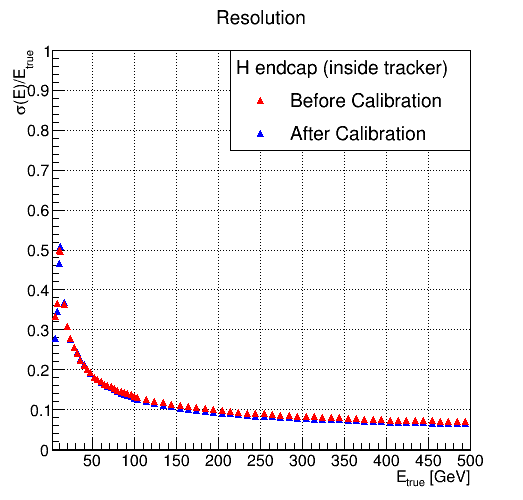 Resolution
H endcap (inside tracker)
Before Calibration
After Calibration
σ(E)/E_true
1
0.9
0.8
0.7
0.6
0.5
0.4
0.3
0.2
0.1
0
50 100 150 200 250 300 350 400 450 500
E_true [GeV]